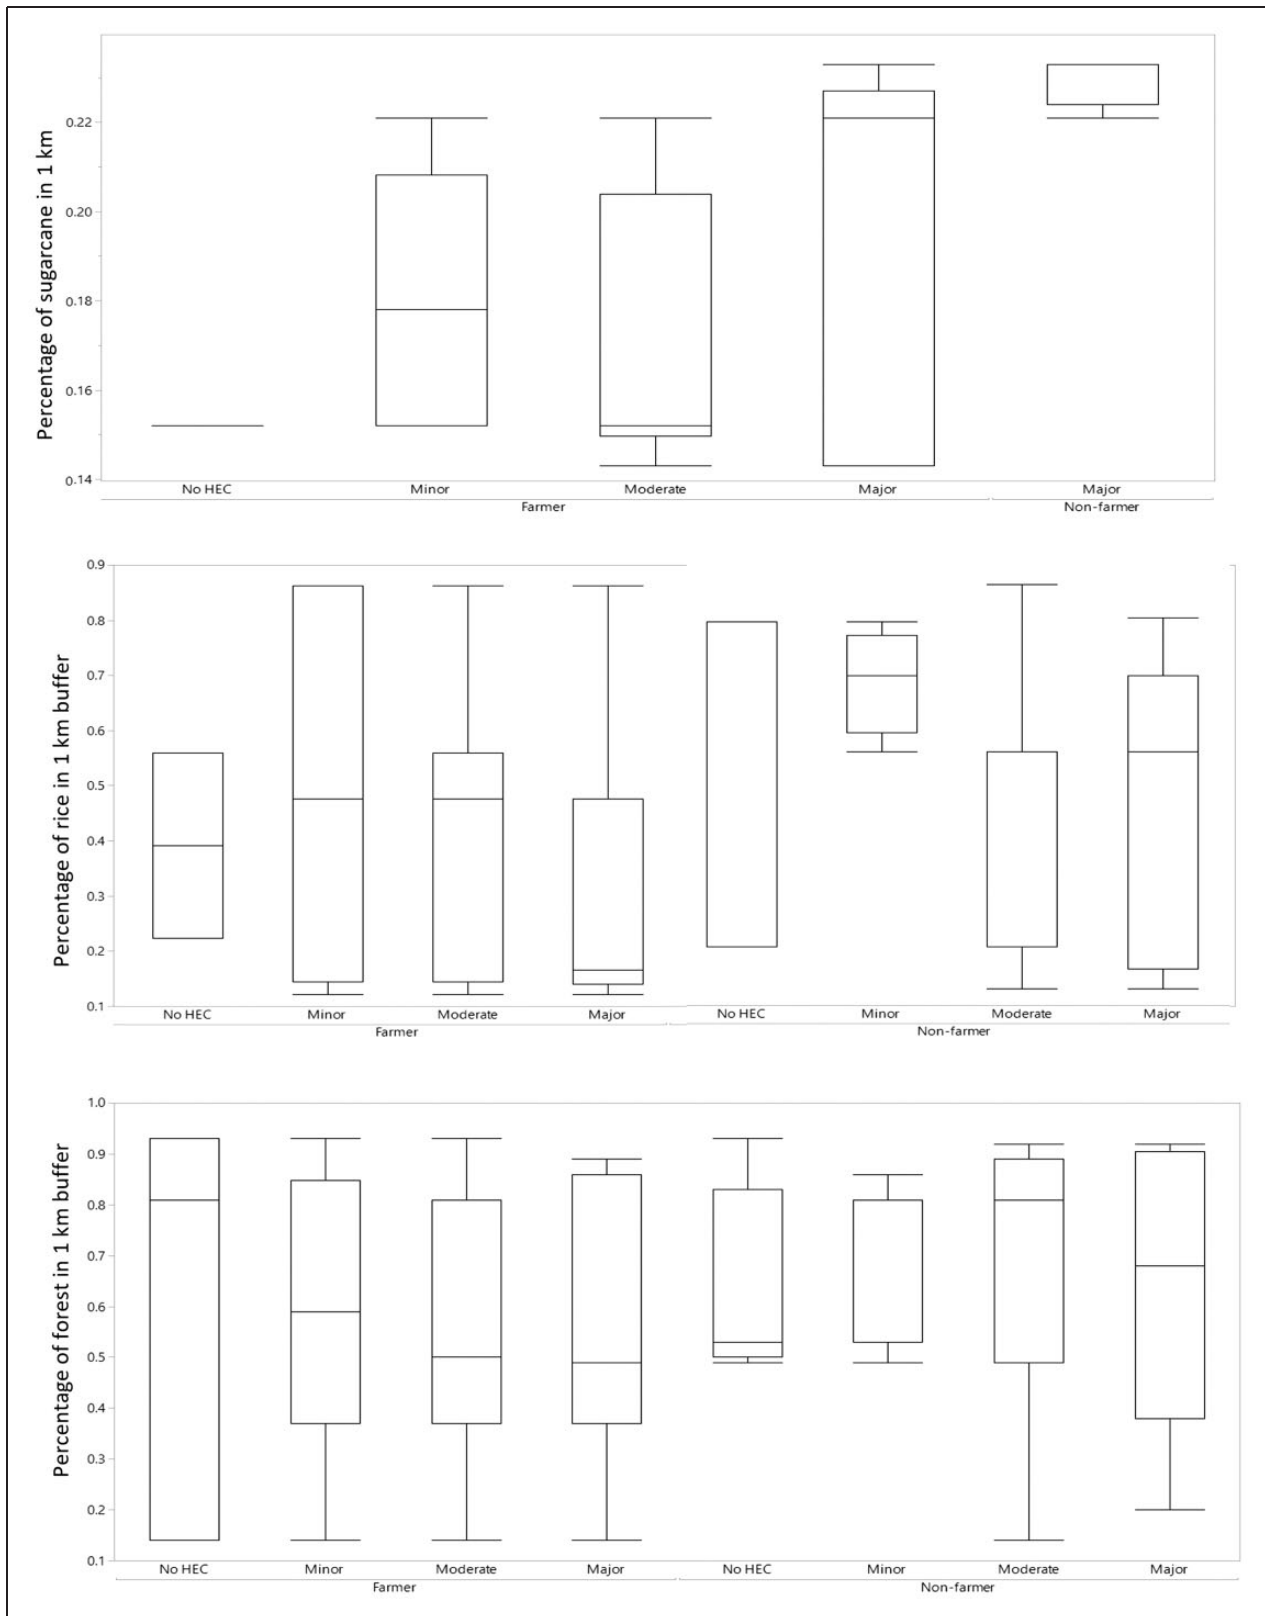 Percentage of sugarcane in 1 km
0.22
0.20
0.18
0.16
0.14
No HEC Minor Moderate Major Major
Farmer Non-farmer
Percentage of rice in 1 km buffer
0.9
0.8
0.7
0.6
0.5
0.4
0.3
0.2
0.1
No HEC Minor Moderate Major No HEC Minor Moderate Major
Farmer Non-farmer
Percentage of forest in 1 km buffer
1.0
0.9
0.8
0.7
0.6
0.5
0.4
0.3
0.2
0.1
No HEC Minor Moderate Major No HEC Minor Moderate Major
Farmer Non-farmer